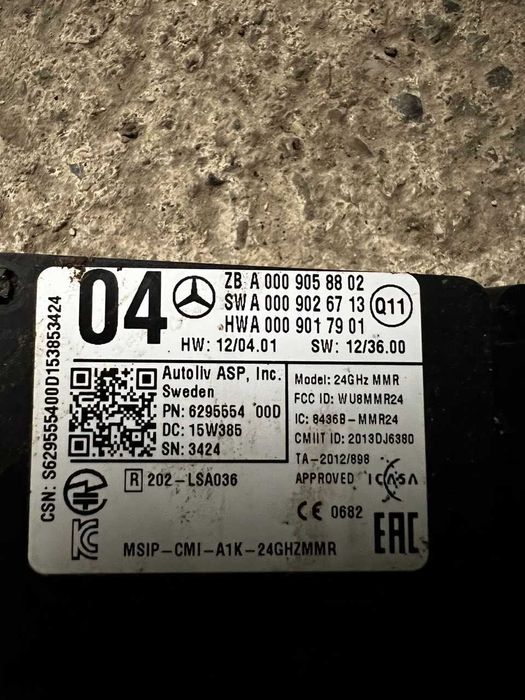 04
ZB A 000 905 88 02
SW A 000 902 67 13
HW A 000 901 79 01
Q11
HW: 12/04.01
SW: 12/36.00
CSN: S629555400D153853424
Autoliv ASP, Inc.
Sweden
PN: 6295554 00D
DC: 15W385
SN: 3424
R 202-LSA036
Model: 24GHz MMR
FCC ID: WU8MMR24
IC: 8436B-MMR24
CMIIT ID: 2013DJ6380
TA-2012/898
APPROVED ICASA
CE 0682
KC
MSIP-CMI-A1K-24GHZMMR
EAC